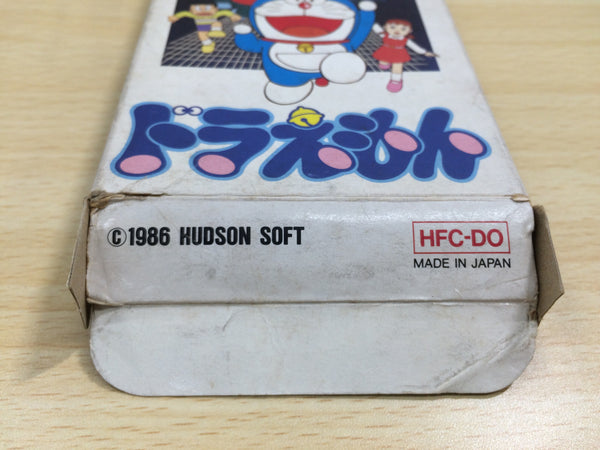 ドラえもん
©1986 HUDSON SOFT
HFC-DO
MADE IN JAPAN